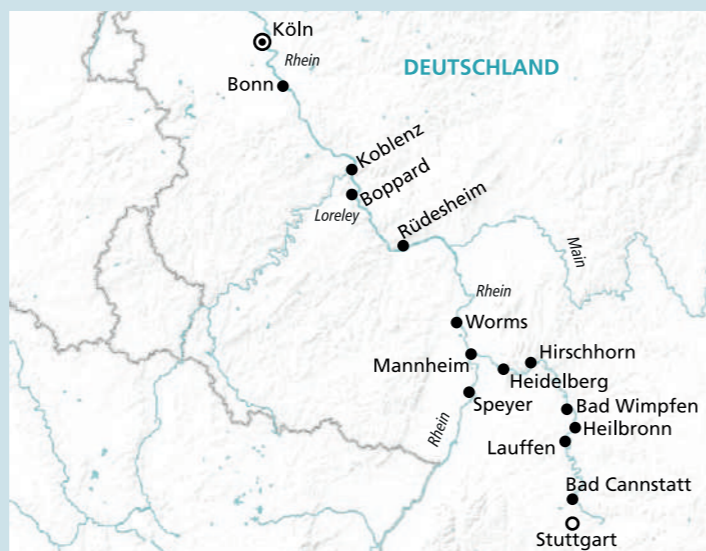 Köln
Rhein
DEUTSCHLAND
Bonn
Koblenz
Boppard
Loreley
Rüdesheim
Main
Rhein
Worms
Mannheim
Hirschhorn
Heidelberg
Speyer
Bad Wimpfen
Rhein
Heilbronn
Lauffen
Bad Cannstatt
Stuttgart